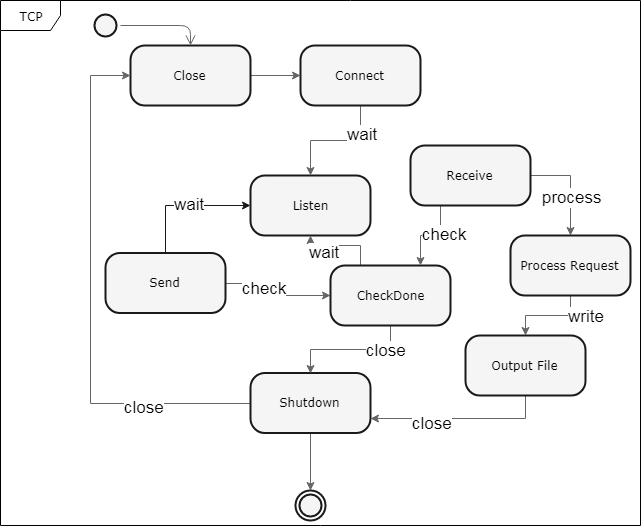 TCP
Close
Connect
wait
Receive
wait
Listen
process
check
wait
Process Request
Send
check
CheckDone
write
close
Output File
Shutdown
close
close